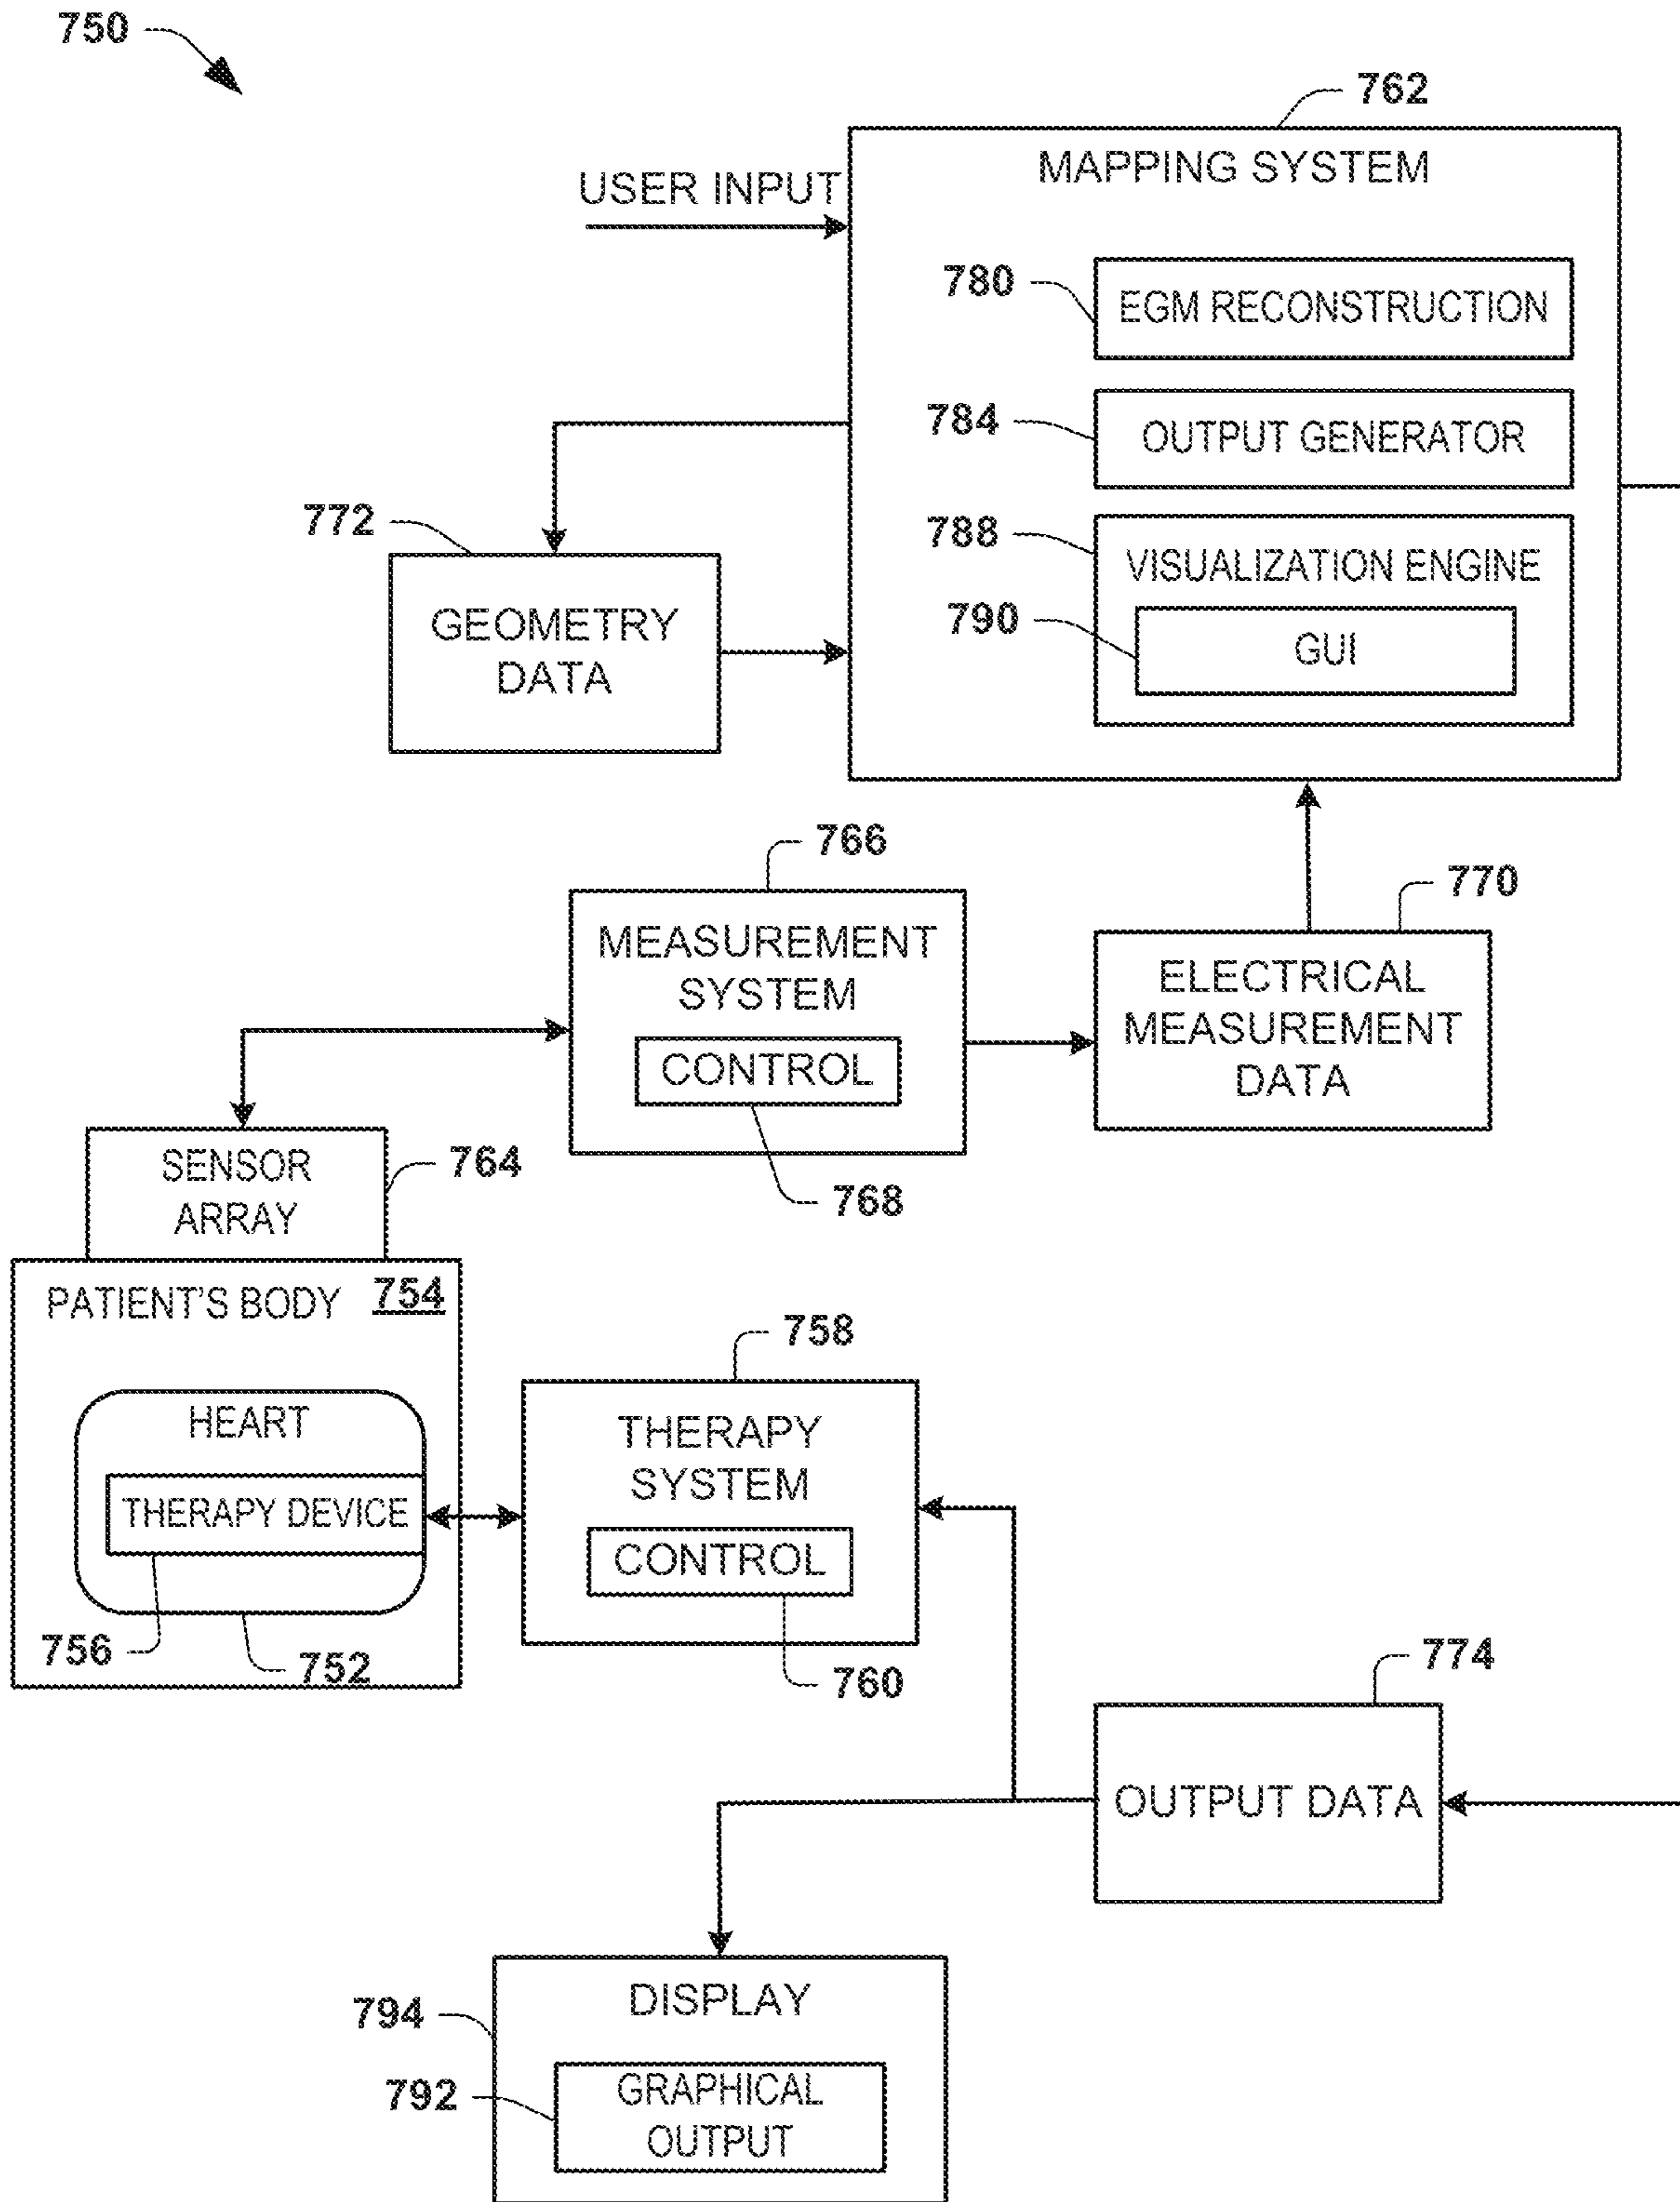 750
762
MAPPING SYSTEM
USER INPUT
780
EGM RECONSTRUCTION
784
OUTPUT GENERATOR
772
788
VISUALIZATION ENGINE
GEOMETRY
DATA
790
GUI
766
770
MEASUREMENT
SYSTEM
ELECTRICAL
MEASUREMENT
DATA
CONTROL
SENSOR
ARRAY
764
768
PATIENT'S BODY
754
758
HEART
THERAPY
SYSTEM
THERAPY DEVICE
CONTROL
756
752
760
774
OUTPUT DATA
DISPLAY
794
792
GRAPHICAL
OUTPUT